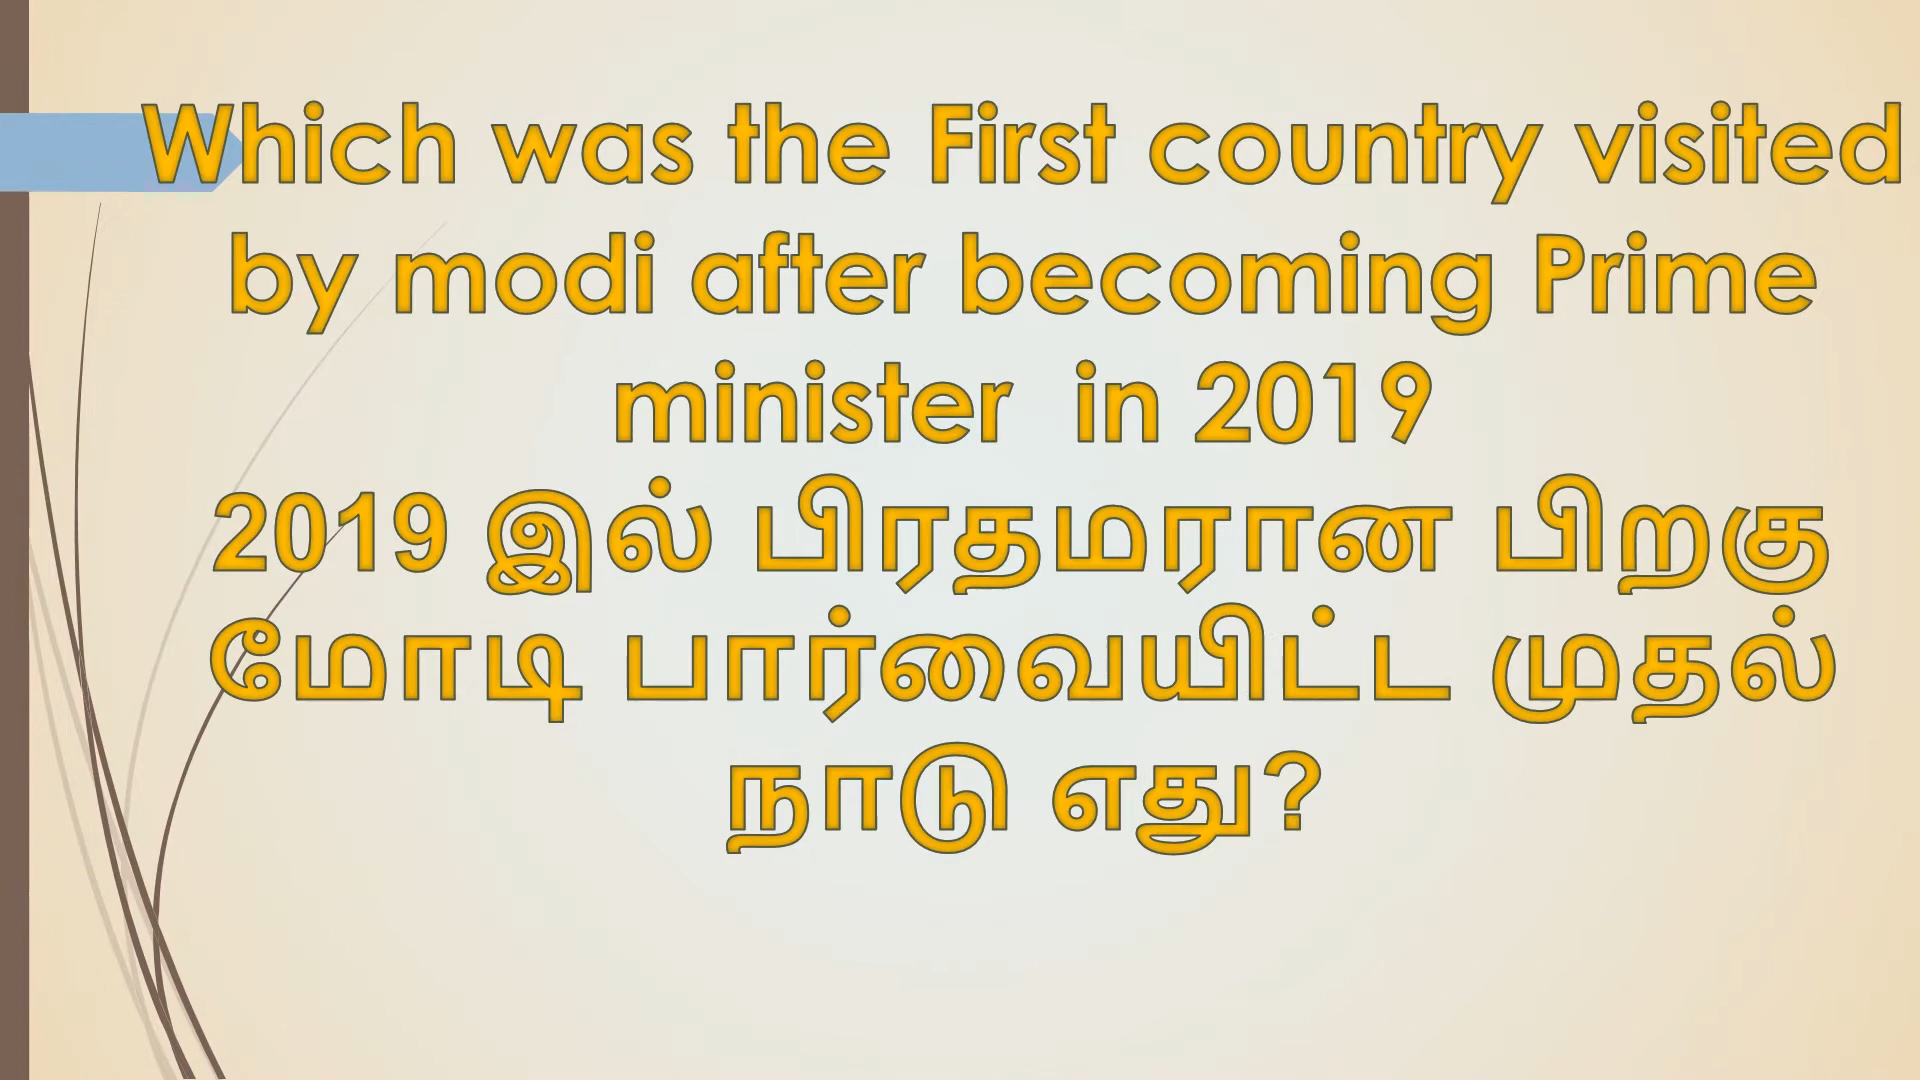 Which was the First country visited
by modi after becoming Prime
minister in 2019
2019 இல் பிரதமரான பிறகு
மோடி பார்வையிட்ட முதல்
நாடு எது?